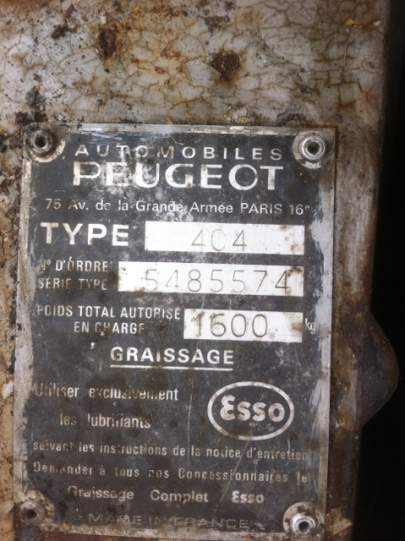 AUTOMOBILES
PEUGEOT
75 Av. de la Grande Armée PARIS 16e
TYPE 404
N° D'ORDRE
SERIE TYPE 5485574
POIDS TOTAL AUTORISE
EN CHARGE 1600 kg
GRAISSAGE
Utiliser exclusivement
les lubrifiants
Esso
suivant les instructions de la notice d'entretien
Demander à tous nos Concessionnaires le
Graissage Complet Esso
MADE IN FRANCE